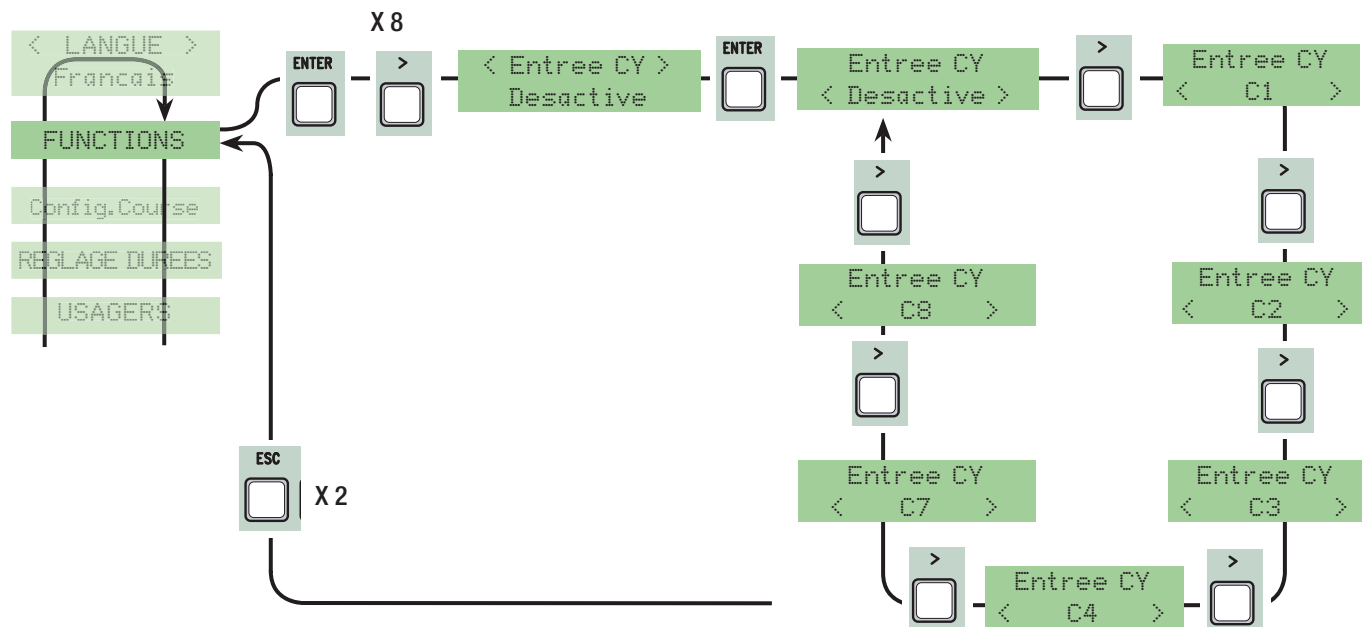 X 8
< LANGUE >
Francais
FUNCTIONS
Config.Course
REGLAGE DUREES
USAGERS
ENTER
>
< Entree CY >
Desactive
ENTER
Entree CY
< Desactive >
>
Entree CY
< C1 >
>
Entree CY
< C2 >
>
Entree CY
< C3 >
>
Entree CY
< C4 >
>
Entree CY
< C7 >
>
Entree CY
< C8 >
>
ESC
X 2